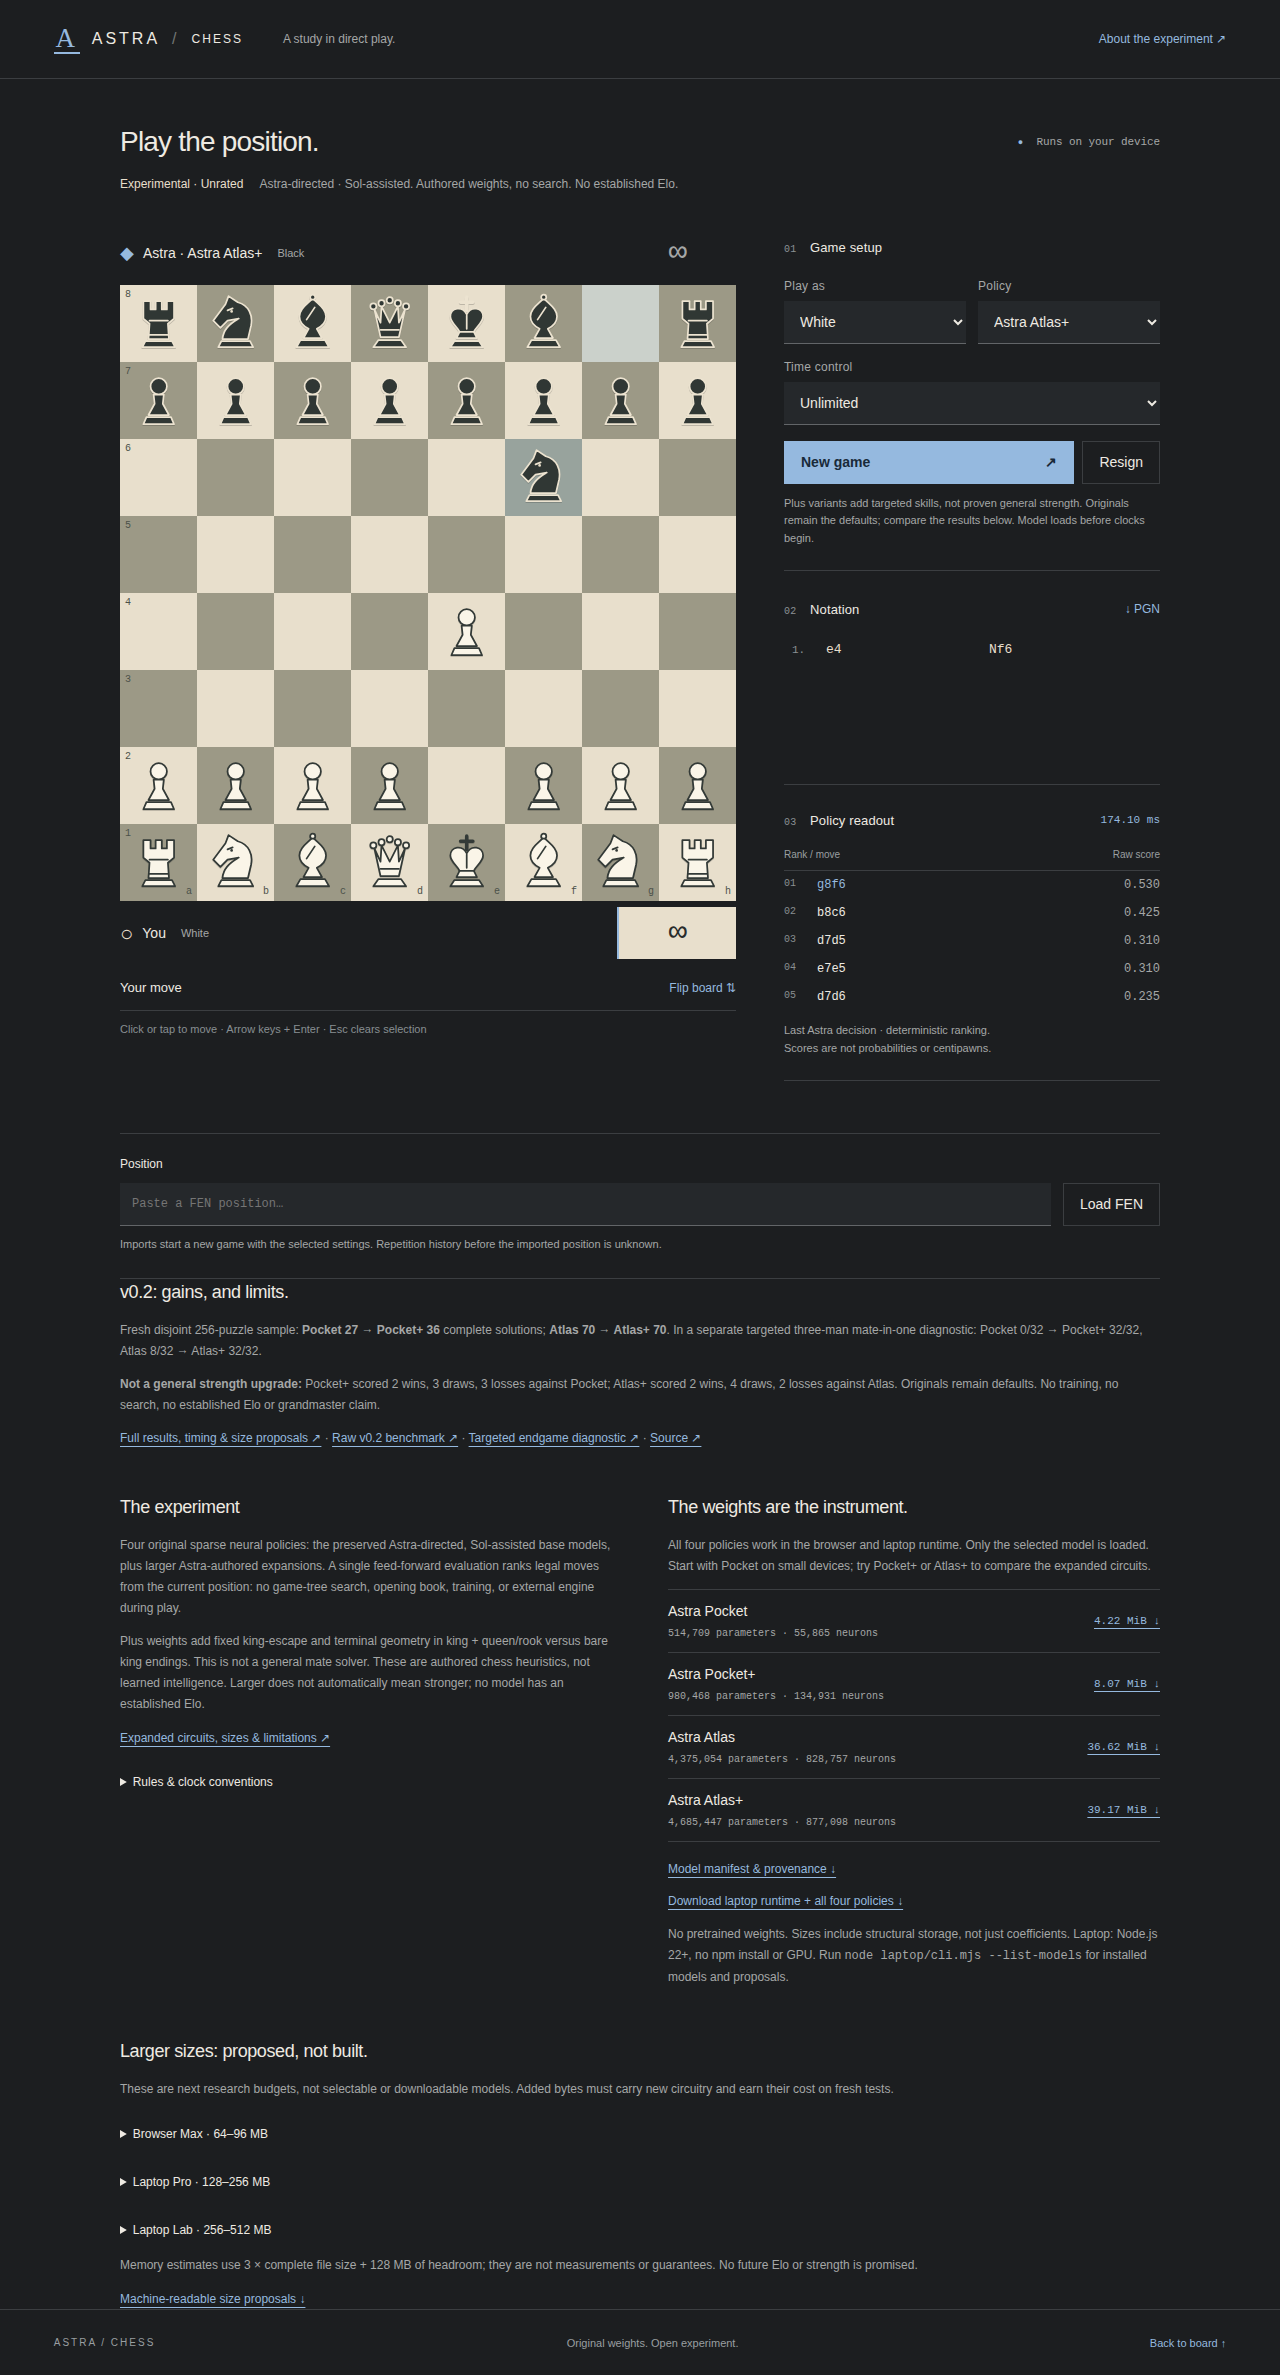 A ASTRA / CHESS A study in direct play. About the experiment ↗
Play the position. • Runs on your device
Experimental · Unrated Astra-directed · Sol-assisted. Authored weights, no search. No established Elo.
◆ Astra · Astra Atlas+ Black ∞
8
7
6
5
4
3
2
1
a b c d e f g h
○ You White ∞
Your move Flip board ⇅
Click or tap to move · Arrow keys + Enter · Esc clears selection
01 Game setup
Play as Policy
White Astra Atlas+
Time control
Unlimited
New game ↗ Resign
Plus variants add targeted skills, not proven general strength. Originals
remain the defaults; compare the results below. Model loads before clocks
begin.
02 Notation ↓ PGN
1. e4 Nf6
03 Policy readout 174.10 ms
Rank / move Raw score
01 g8f6 0.530
02 b8c6 0.425
03 d7d5 0.310
04 e7e5 0.310
05 d7d6 0.235
Last Astra decision · deterministic ranking.
Scores are not probabilities or centipawns.
Position
Paste a FEN position… Load FEN
Imports start a new game with the selected settings. Repetition history before the imported position is unknown.
v0.2: gains, and limits.
Fresh disjoint 256-puzzle sample: Pocket 27 → Pocket+ 36 complete solutions; Atlas 70 → Atlas+ 70. In a separate targeted three-man mate-in-one diagnostic: Pocket 0/32 → Pocket+ 32/32,
Atlas 8/32 → Atlas+ 32/32.
Not a general strength upgrade: Pocket+ scored 2 wins, 3 draws, 3 losses against Pocket; Atlas+ scored 2 wins, 4 draws, 2 losses against Atlas. Originals remain defaults. No training, no
search, no established Elo or grandmaster claim.
Full results, timing & size proposals ↗ · Raw v0.2 benchmark ↗ · Targeted endgame diagnostic ↗ · Source ↗
The experiment
Four original sparse neural policies: the preserved Astra-directed, Sol-assisted base models,
plus larger Astra-authored expansions. A single feed-forward evaluation ranks legal moves
from the current position: no game-tree search, opening book, training, or external engine
during play.
Plus weights add fixed king-escape and terminal geometry in king + queen/rook versus bare
king endings. This is not a general mate solver. These are authored chess heuristics, not
learned intelligence. Larger does not automatically mean stronger; no model has an
established Elo.
Expanded circuits, sizes & limitations ↗
▶ Rules & clock conventions
The weights are the instrument.
All four policies work in the browser and laptop runtime. Only the selected model is loaded.
Start with Pocket on small devices; try Pocket+ or Atlas+ to compare the expanded circuits.
Astra Pocket
514,709 parameters · 55,865 neurons 4.22 MiB ↓
Astra Pocket+
980,468 parameters · 134,931 neurons 8.07 MiB ↓
Astra Atlas
4,375,054 parameters · 828,757 neurons 36.62 MiB ↓
Astra Atlas+
4,685,447 parameters · 877,098 neurons 39.17 MiB ↓
Model manifest & provenance ↓
Download laptop runtime + all four policies ↓
No pretrained weights. Sizes include structural storage, not just coefficients. Laptop: Node.js
22+, no npm install or GPU. Run node laptop/cli.mjs --list-models for installed
models and proposals.
Larger sizes: proposed, not built.
These are next research budgets, not selectable or downloadable models. Added bytes must carry new circuitry and earn their cost on fresh tests.
▶ Browser Max · 64–96 MB
▶ Laptop Pro · 128–256 MB
▶ Laptop Lab · 256–512 MB
Memory estimates use 3 × complete file size + 128 MB of headroom; they are not measurements or guarantees. No future Elo or strength is promised.
Machine-readable size proposals ↓
ASTRA / CHESS Original weights. Open experiment. Back to board ↑